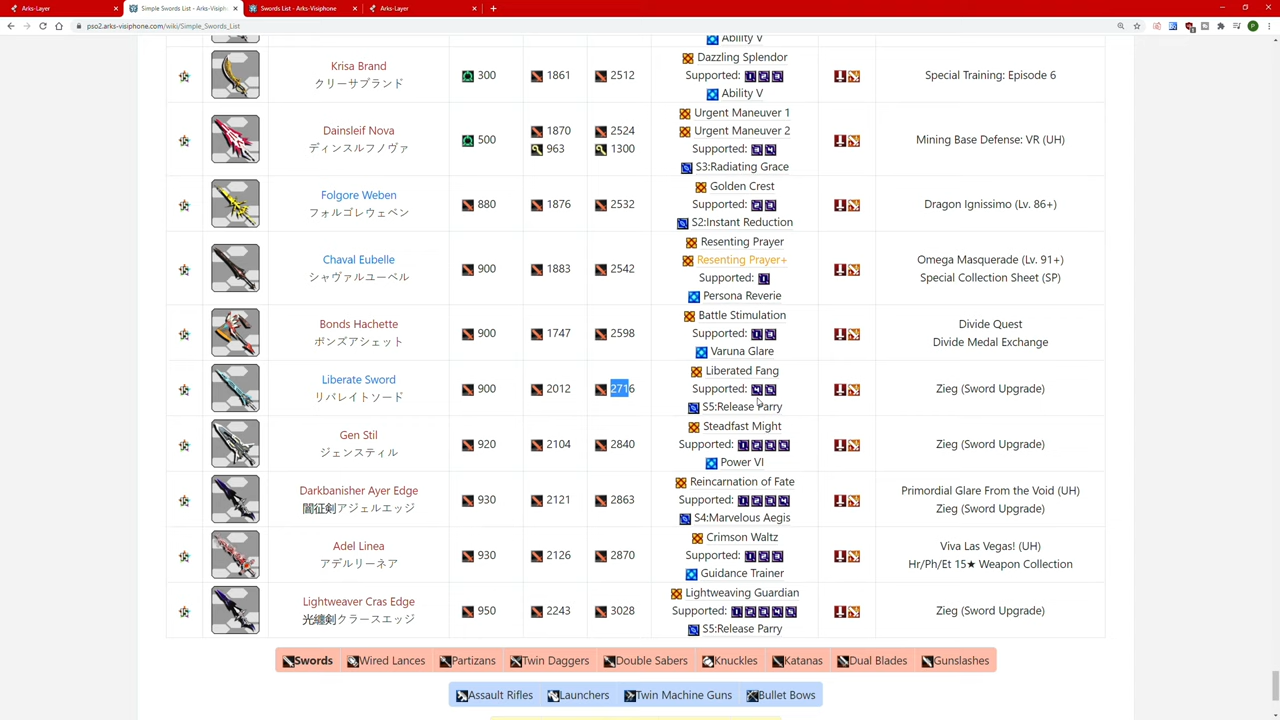 Arks-Layer
Simple Swords List - Arks-Visiphone
Swords List - Arks-Visiphone
Arks-Layer
pso2.arks-visiphone.com/wiki/Simple_Swords_List
Ability V
Krisa Brand
クリーサブランド
300
1861
2512
Dazzling Splendor
Supported:
Ability V
Special Training: Episode 6
Dainsleif Nova
ディンスルフノヴァ
500
1870
963
2524
1300
Urgent Maneuver 1
Urgent Maneuver 2
Supported:
S3:Radiating Grace
Mining Base Defense: VR (UH)
Folgore Weben
フォルゴレウェベン
880
1876
2532
Golden Crest
Supported:
S2:Instant Reduction
Dragon Ignissimo (Lv. 86+)
Chaval Eubelle
シャヴァルユーベル
900
1883
2542
Resenting Prayer
Resenting Prayer+
Supported:
Persona Reverie
Omega Masquerade (Lv. 91+)
Special Collection Sheet (SP)
Bonds Hachette
ボンズアシェット
900
1747
2598
Battle Stimulation
Supported:
Varuna Glare
Divide Quest
Divide Medal Exchange
Liberate Sword
リバレイトソード
900
2012
2716
Liberated Fang
Supported:
S5:Release Parry
Zieg (Sword Upgrade)
Gen Stil
ジェンスティル
920
2104
2840
Steadfast Might
Supported:
Power VI
Zieg (Sword Upgrade)
Darkbanisher Ayer Edge
闇征剣アジェルエッジ
930
2121
2863
Reincarnation of Fate
Supported:
S4:Marvelous Aegis
Primordial Glare From the Void (UH)
Zieg (Sword Upgrade)
Adel Linea
アデルリーネア
930
2126
2870
Crimson Waltz
Supported:
Guidance Trainer
Viva Las Vegas! (UH)
Hr/Ph/Et 15★ Weapon Collection
Lightweaver Cras Edge
光纏剣クラースエッジ
950
2243
3028
Lightweaving Guardian
Supported:
S5:Release Parry
Zieg (Sword Upgrade)
Swords Wired Lances Partizans Twin Daggers Double Sabers Knuckles Katanas Dual Blades Gunslashes
Assault Rifles Launchers Twin Machine Guns Bullet Bows